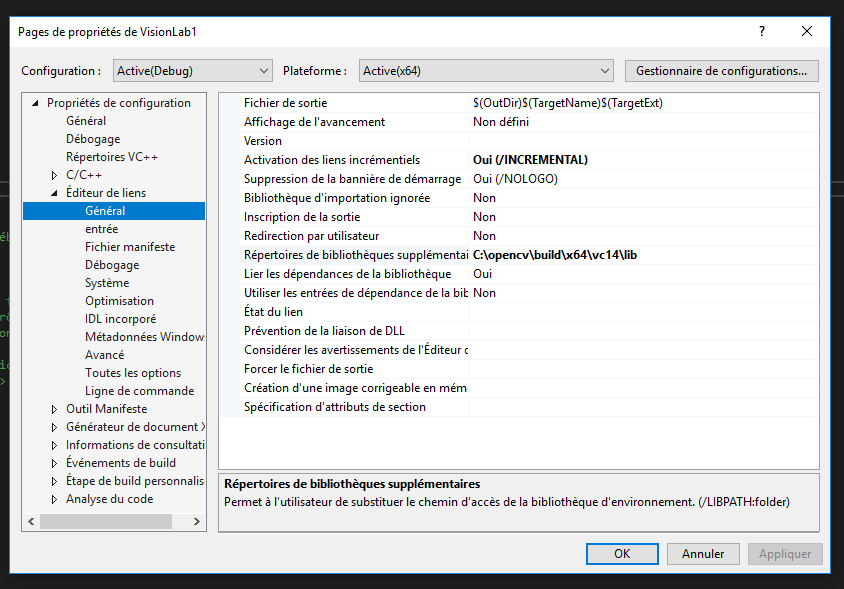 Pages de propriétés de VisionLab1
?
Configuration :
Active(Debug)
Plateforme :
Active(x64)
Gestionnaire de configurations...
Propriétés de configuration
Général
Débogage
Répertoires VC++
C/C++
Éditeur de liens
Général
entrée
Fichier manifeste
Débogage
Système
Optimisation
IDL incorporé
Métadonnées Window
Avancé
Toutes les options
Ligne de commande
Outil Manifeste
Générateur de document X
Informations de consultati
Événements de build
Étape de build personnalis
Analyse du code
Fichier de sortie $(OutDir)$(TargetName)$(TargetExt)
Affichage de l'avancement Non défini
Version
Activation des liens incrémentiels Oui (/INCREMENTAL)
Suppression de la bannière de démarrage Oui (/NOLOGO)
Bibliothèque d'importation ignorée Non
Inscription de la sortie Non
Redirection par utilisateur Non
Répertoires de bibliothèques supplémentai C:\opencv\build\x64\vc14\lib
Lier les dépendances de la bibliothèque Oui
Utiliser les entrées de dépendance de la bib Non
État du lien
Prévention de la liaison de DLL
Considérer les avertissements de l'Éditeur d
Forcer le fichier de sortie
Création d'une image corrigeable en mém
Spécification d'attributs de section
Répertoires de bibliothèques supplémentaires
Permet à l'utilisateur de substituer le chemin d'accès de la bibliothèque d'environnement. (/LIBPATH:folder)
OK
Annuler
Appliquer